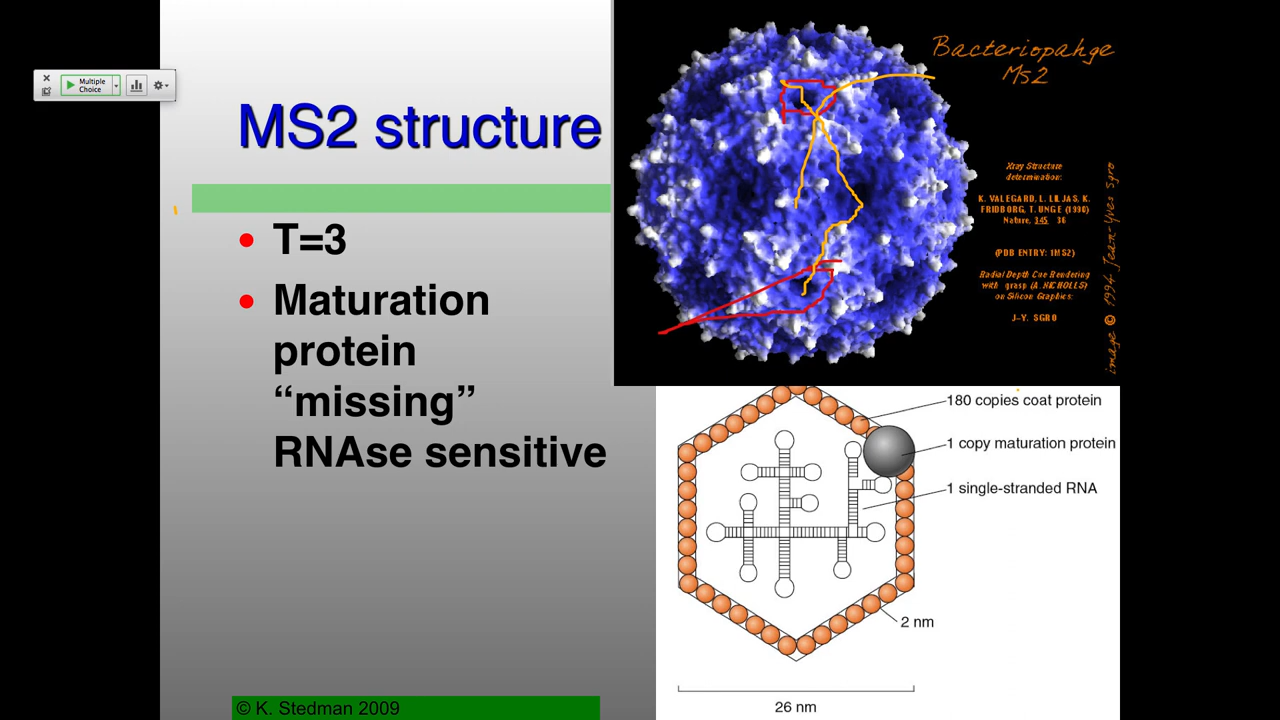 Multiple
Choice
MS2 structure
• T=3
• Maturation
protein
“missing”
RNAse sensitive
© K. Stedman 2009
Bacteriopahge
Ms2
Xray Structure
determination:
K. VALEGARD, L. LILJAS, K.
FRIDBORG, T. UNGE (1990)
Nature, 345 36
(PDB ENTRY: 1MS2)
Radial Depth Cue Rendering
with grasp (A. NICHOLLS)
on Silicon Graphics:
J-Y. SGRO
image © 1994 Jean-Yves Sgro
180 copies coat protein
1 copy maturation protein
1 single-stranded RNA
2 nm
26 nm